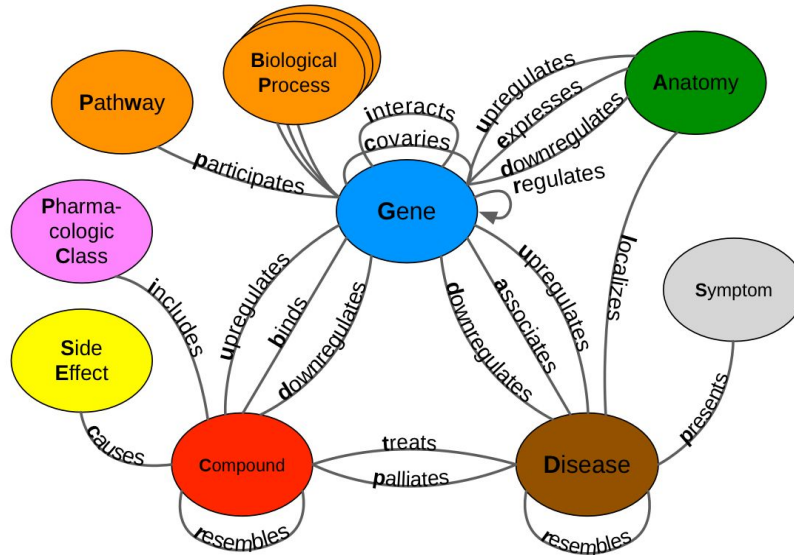 Biological
Process
Pathway
Anatomy
interacts
covaries
upregulates
expresses
downregulates
regulates
participates
Gene
Pharma-
cologic
Class
includes
upregulates
binds
downregulates
downregulates
associates
upregulates
localizes
Symptom
Side
Effect
causes
Compound
treats
palliates
Disease
presents
resembles
resembles